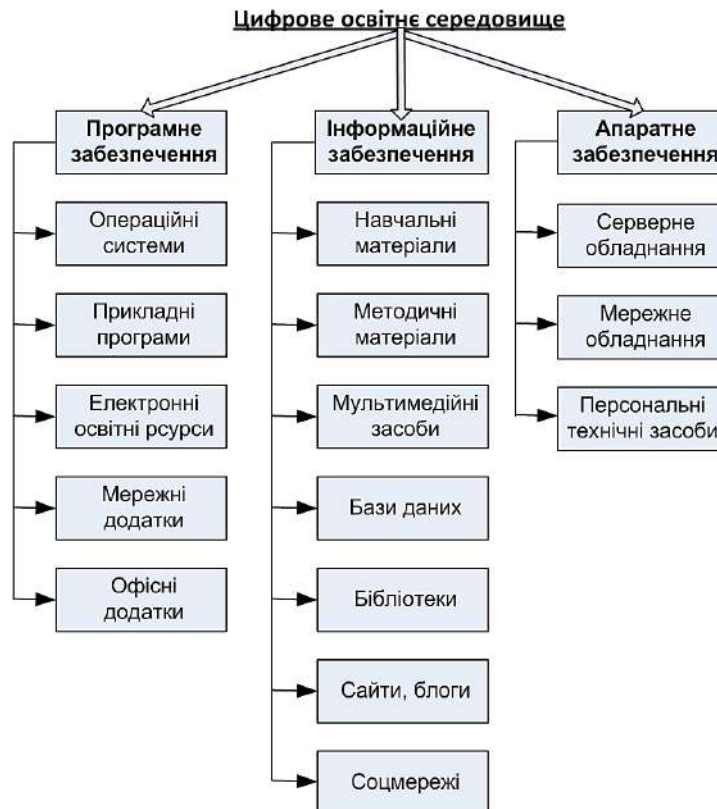 Цифрове освітнє середовище
Програмне
забезпечення
Операційні
системи
Прикладні
програми
Електронні
освітні рсурси
Мережні
додатки
Офісні
додатки
Інформаційне
забезпечення
Навчальні
матеріали
Методичні
матеріали
Мультимедійні
засоби
Бази даних
Бібліотеки
Сайти, блоги
Соцмережі
Апаратне
забезпечення
Серверне
обладнання
Мережне
обладнання
Персональні
технічні засоби